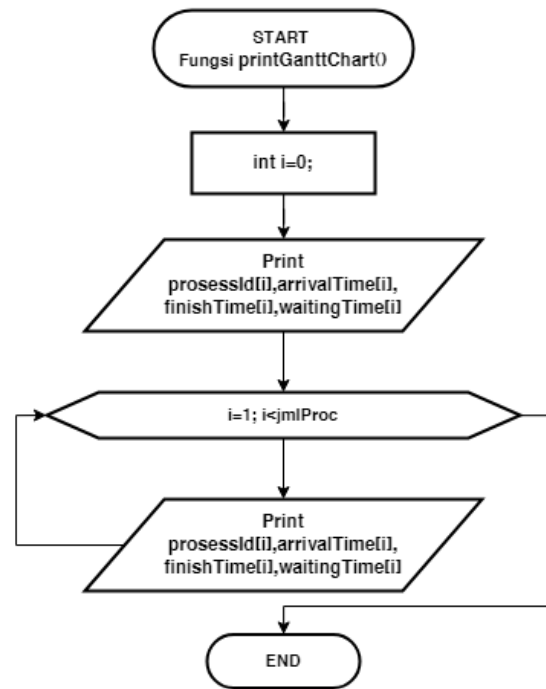 START
Fungsi printGanttChart()
int i=0;
Print
prosessId[i],arrivalTime[i],
finishTime[i],waitingTime[i]
i=1; i<jmlProc
Print
prosessId[i],arrivalTime[i],
finishTime[i],waitingTime[i]
END